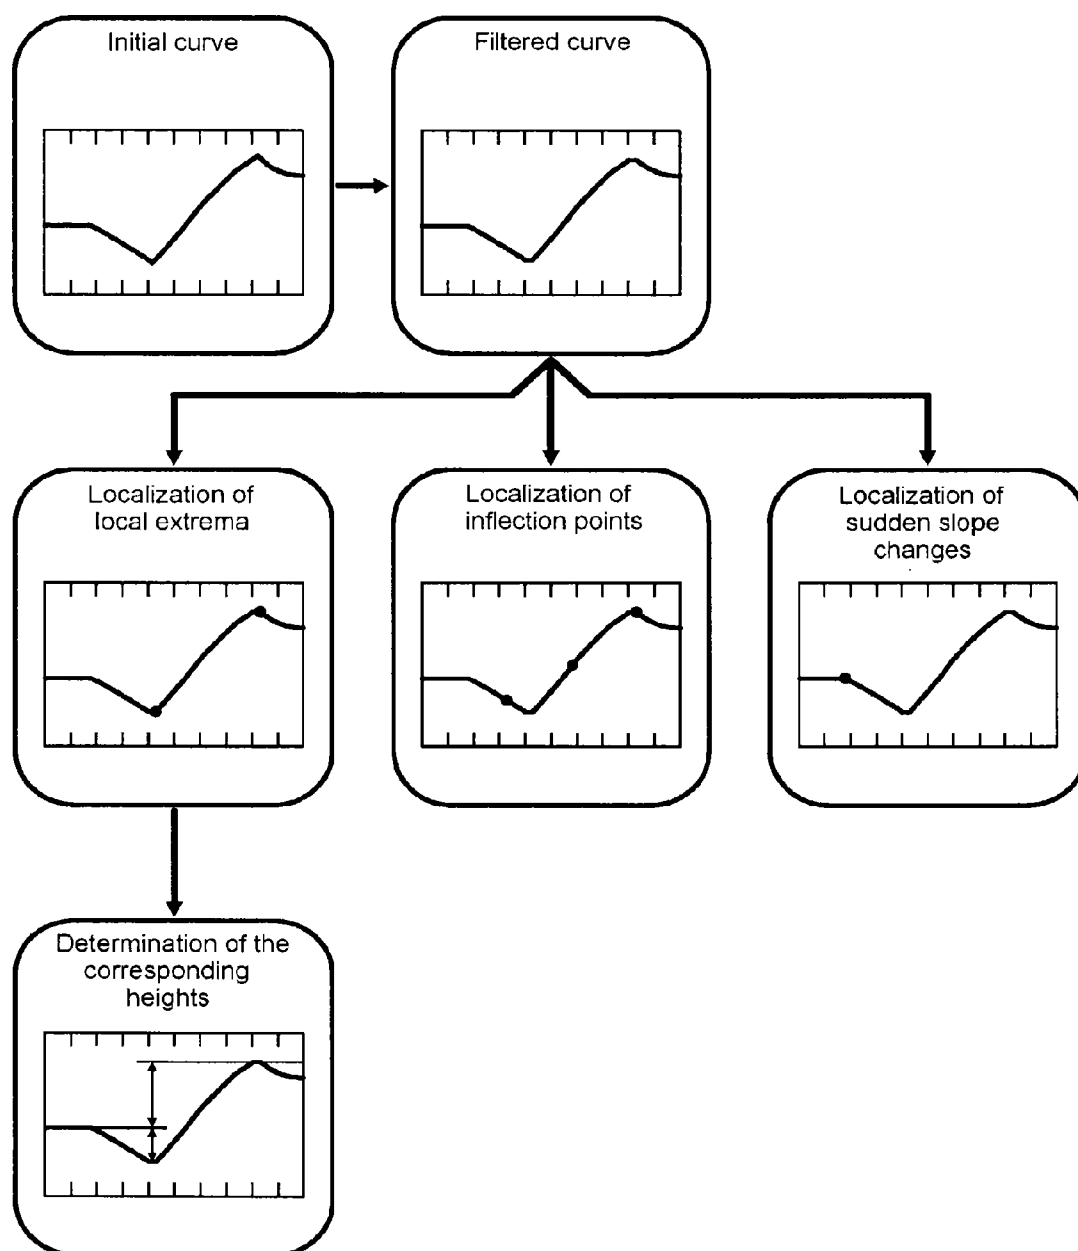 Initial curve
Filtered curve
Localization of
local extrema
Localization of
inflection points
Localization of
sudden slope
changes
Determination of the
corresponding
heights